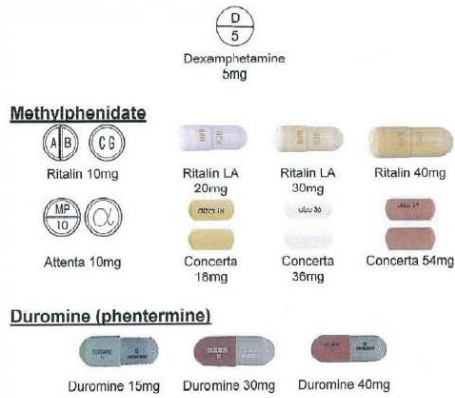 D
5
Dexamphetamine
5mg
Methylphenidate
A B CG
Ritalin 10mg
Ritalin LA
20mg
Ritalin LA
30mg
Ritalin 40mg
MP
10
α
Attenta 10mg
Concerta
18mg
Concerta
36mg
Concerta 54mg
Duromine (phentermine)
Duromine 15mg
Duromine 30mg
Duromine 40mg